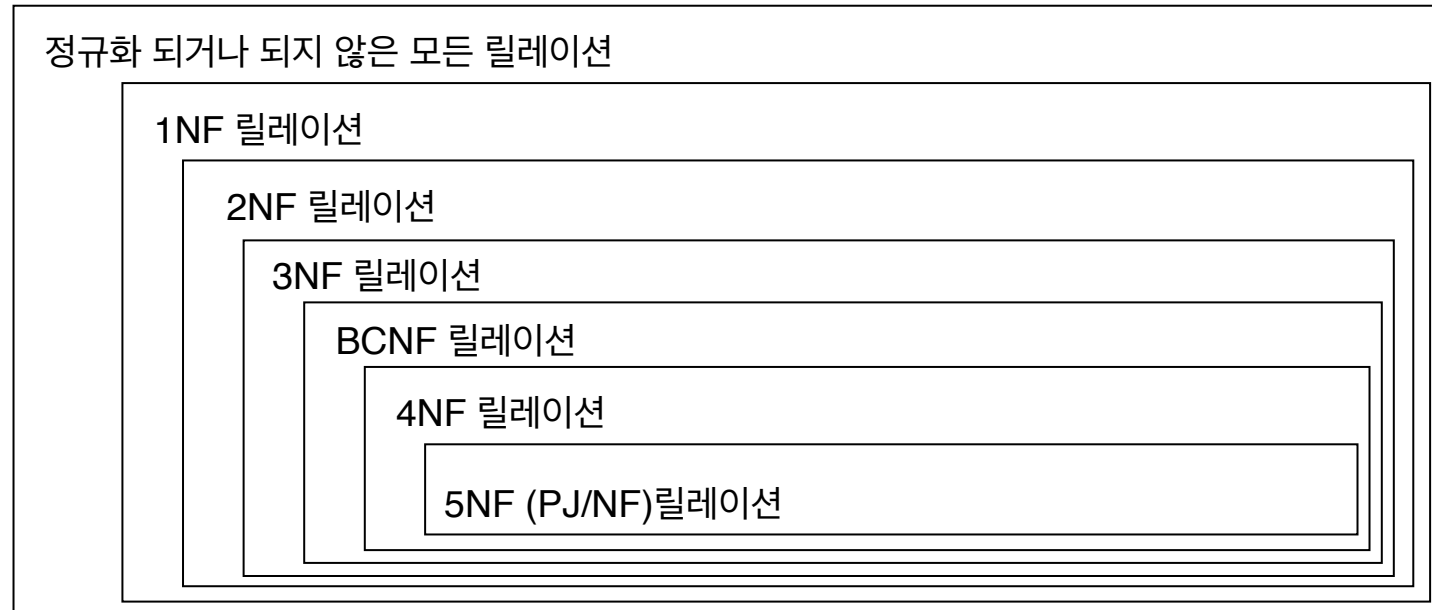 정규화 되거나 되지 않은 모든 릴레이션
1NF 릴레이션
2NF 릴레이션
3NF 릴레이션
BCNF 릴레이션
4NF 릴레이션
5NF (PJ/NF)릴레이션